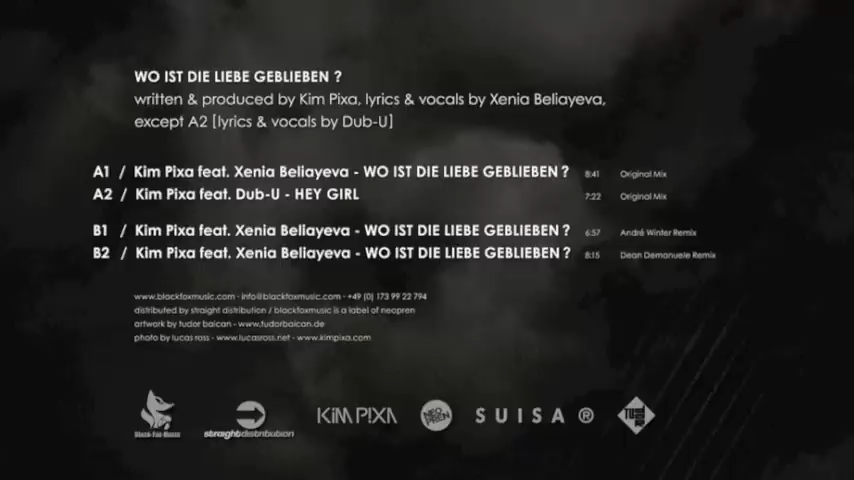 WO IST DIE LIEBE GEBLIEBEN ?
written & produced by Kim Pixa, lyrics & vocals by Xenia Beliayeva,
except A2 [lyrics & vocals by Dub-U]
A1 / Kim Pixa feat. Xenia Beliayeva - WO IST DIE LIEBE GEBLIEBEN ? 8:41 Original Mix
A2 / Kim Pixa feat. Dub-U - HEY GIRL 7:22 Original Mix
B1 / Kim Pixa feat. Xenia Beliayeva - WO IST DIE LIEBE GEBLIEBEN ? 6:57 André Winter Remix
B2 / Kim Pixa feat. Xenia Beliayeva - WO IST DIE LIEBE GEBLIEBEN ? 8:15 Dean Demanuele Remix
www.blackfoxmusic.com - info@blackfoxmusic.com - +49 (0) 173 99 22 794
distributed by straight distribution / blackfoxmusic is a label of neopren
artwork by tudor baican - www.tudorbaican.de
photo by lucas ross - www.lucasross.net - www.kimpixa.com
Black-Fox-Music straightdistribution KIM PIXA NEO PREN SUISA ®